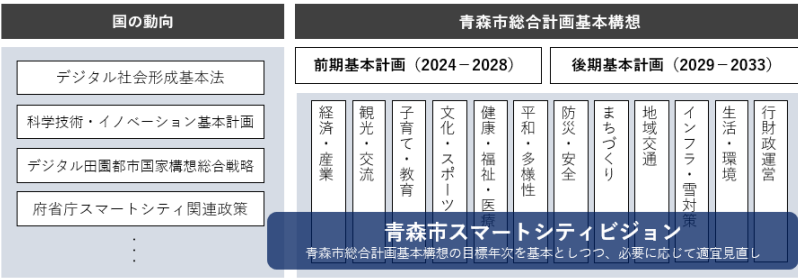 国の動向
デジタル社会形成基本法
科学技術・イノベーション基本計画
デジタル田園都市国家構想総合戦略
府省庁スマートシティ関連政策
・・・
青森市総合計画基本構想
前期基本計画（2024－2028）
後期基本計画（2029－2033）
経済・産業
観光・交流
子育て・教育
文化・スポーツ
健康・福祉・医療
平和・多様性
防災・安全
まちづくり
地域交通
インフラ・雪対策
生活・環境
行財政運営
青森市スマートシティビジョン
青森市総合計画基本構想の目標年次を基本としつつ、必要に応じて適宜見直し